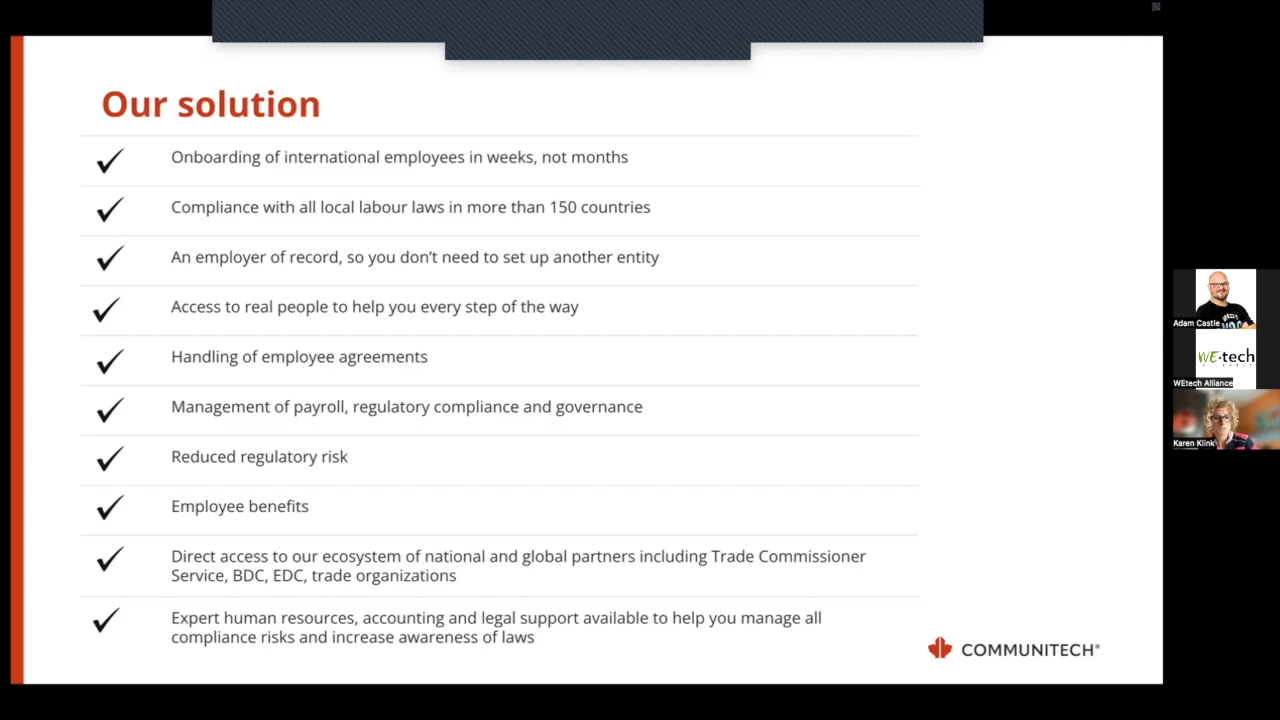 Our solution
Onboarding of international employees in weeks, not months
Compliance with all local labour laws in more than 150 countries
An employer of record, so you don’t need to set up another entity
Access to real people to help you every step of the way
Handling of employee agreements
Management of payroll, regulatory compliance and governance
Reduced regulatory risk
Employee benefits
Direct access to our ecosystem of national and global partners including Trade Commissioner
Service, BDC, EDC, trade organizations
Expert human resources, accounting and legal support available to help you manage all
compliance risks and increase awareness of laws
COMMUNITECH®
Adam Castle
WE·tech
WEtech Alliance
Karen Klink